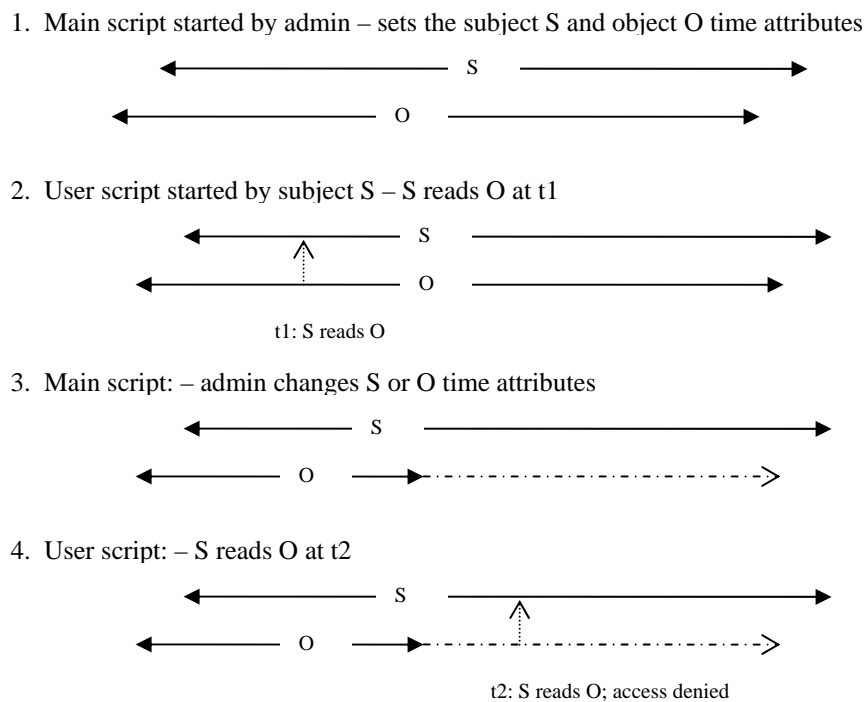 1. Main script started by admin – sets the subject S and object O time attributes
S
O
2. User script started by subject S – S reads O at t1
S
O
t1: S reads O
3. Main script: – admin changes S or O time attributes
S
O
4. User script: – S reads O at t2
S
O
t2: S reads O; access denied